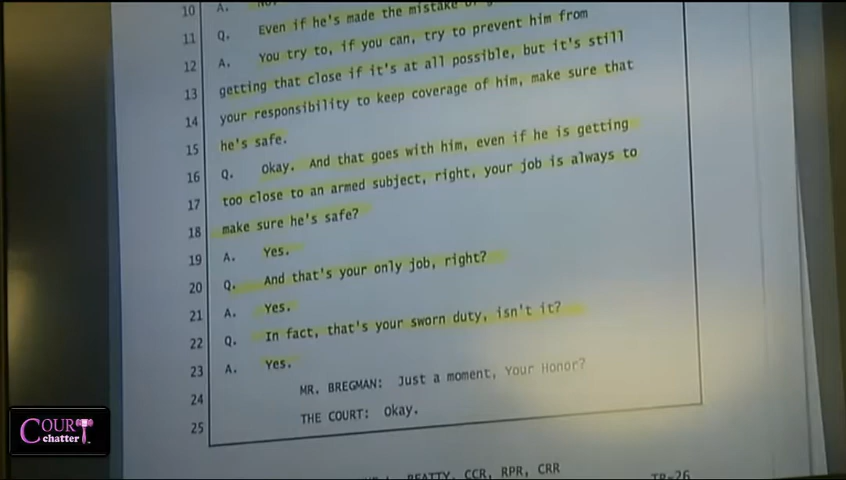 10 A. No.
11 Q. Even if he's made the mistake
12 A. You try to, if you can, try to prevent him from
13 getting that close if it's at all possible, but it's still
14 your responsibility to keep coverage of him, make sure that
15 he's safe.
16 Q. Okay. And that goes with him, even if he is getting
17 too close to an armed subject, right, your job is always to
18 make sure he's safe?
19 A. Yes.
20 Q. And that's your only job, right?
21 A. Yes.
22 Q. In fact, that's your sworn duty, isn't it?
23 A. Yes.
24 MR. BREGMAN: Just a moment, Your Honor?
25 THE COURT: Okay.
BEATTY, CCR, RPR, CRR
TR-26
COURT
chatter